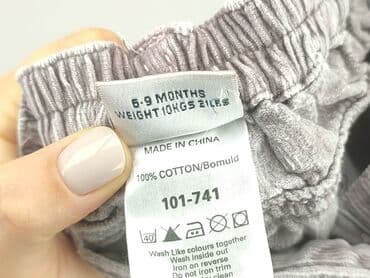 6-9 MONTHS
WEIGHT 10KGS 21LBS
MADE IN CHINA
100% COTTON/Bomuld
101-741
40
Wash Like colours together
Wash inside out
Iron on reverse
Do not iron trim